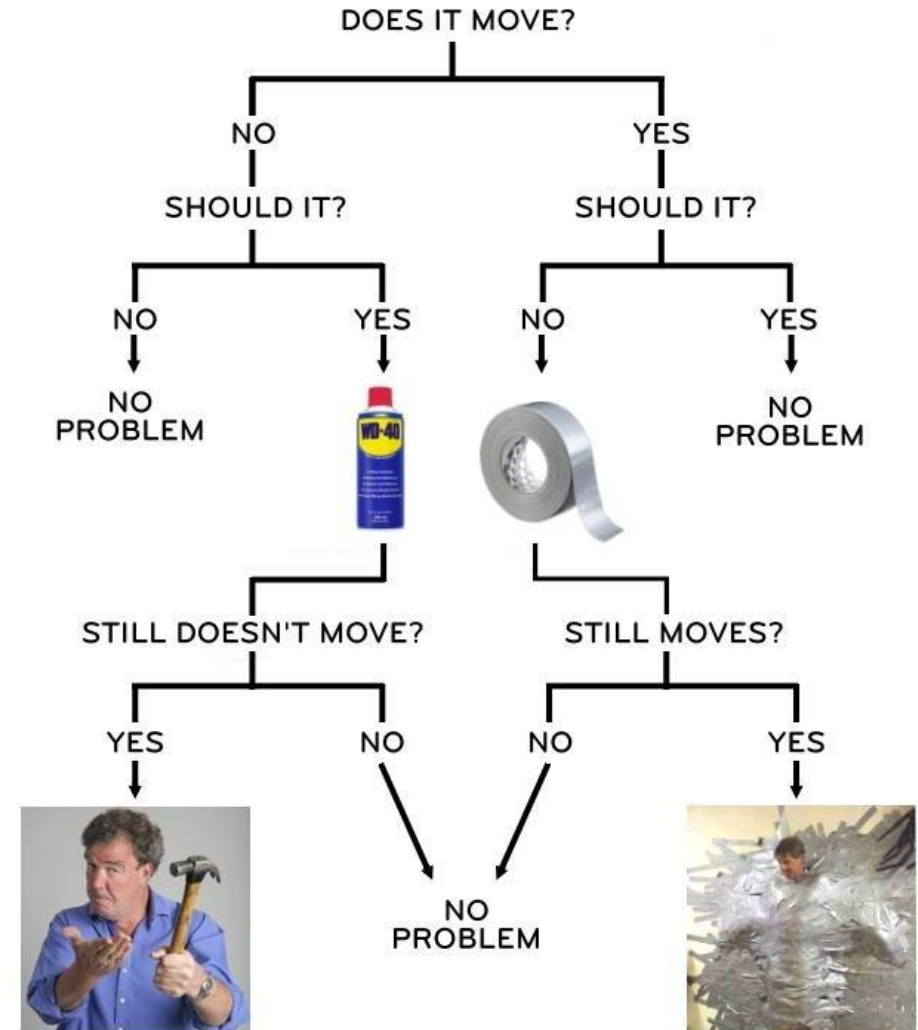 DOES IT MOVE?
NO
YES
SHOULD IT?
SHOULD IT?
NO
YES
NO
YES
NO
PROBLEM
WD-40
NO
PROBLEM
STILL DOESN'T MOVE?
STILL MOVES?
YES
NO
NO
YES
NO
PROBLEM